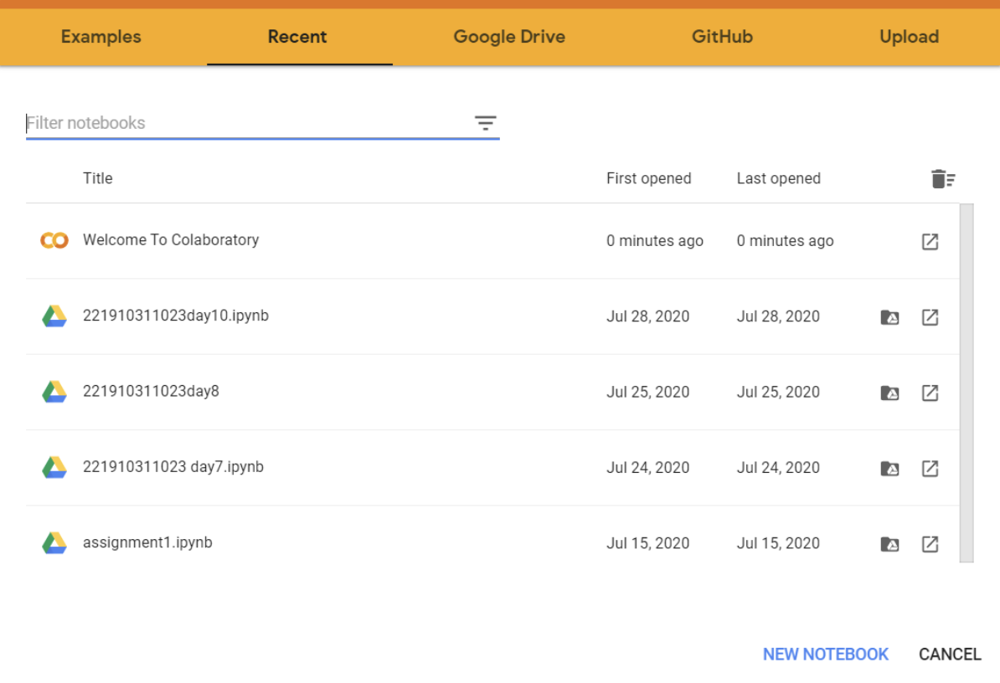 Examples Recent Google Drive GitHub Upload
Filter notebooks
Title First opened Last opened
Welcome To Colaboratory 0 minutes ago 0 minutes ago
221910311023day10.ipynb Jul 28, 2020 Jul 28, 2020
221910311023day8 Jul 25, 2020 Jul 25, 2020
221910311023 day7.ipynb Jul 24, 2020 Jul 24, 2020
assignment1.ipynb Jul 15, 2020 Jul 15, 2020
NEW NOTEBOOK CANCEL